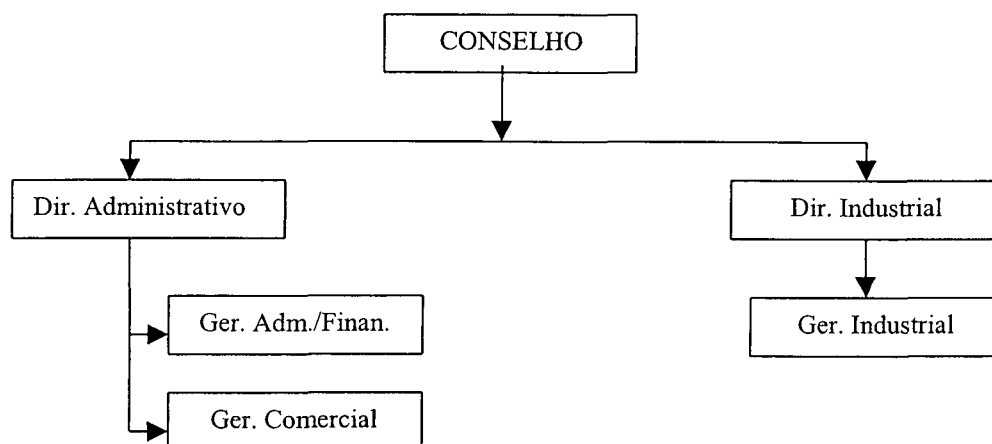 CONSELHO
Dir. Administrativo
Dir. Industrial
Ger. Adm./Finan.
Ger. Industrial
Ger. Comercial